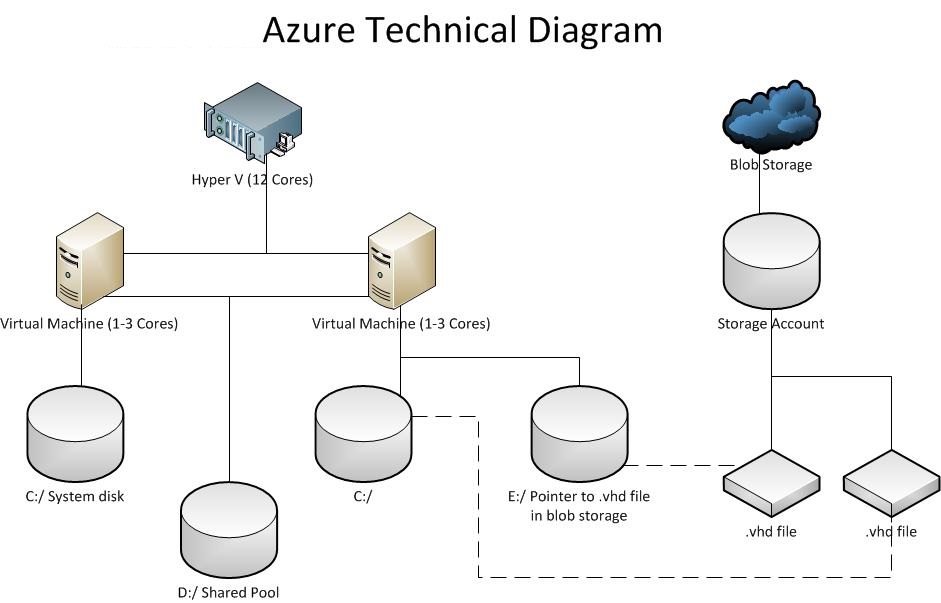 Azure Technical Diagram
Hyper V (12 Cores)
Blob Storage
Virtual Machine (1-3 Cores)
Virtual Machine (1-3 Cores)
Storage Account
C:/ System disk
C:/
E:/ Pointer to .vhd file
in blob storage
.vhd file
.vhd file
D:/ Shared Pool